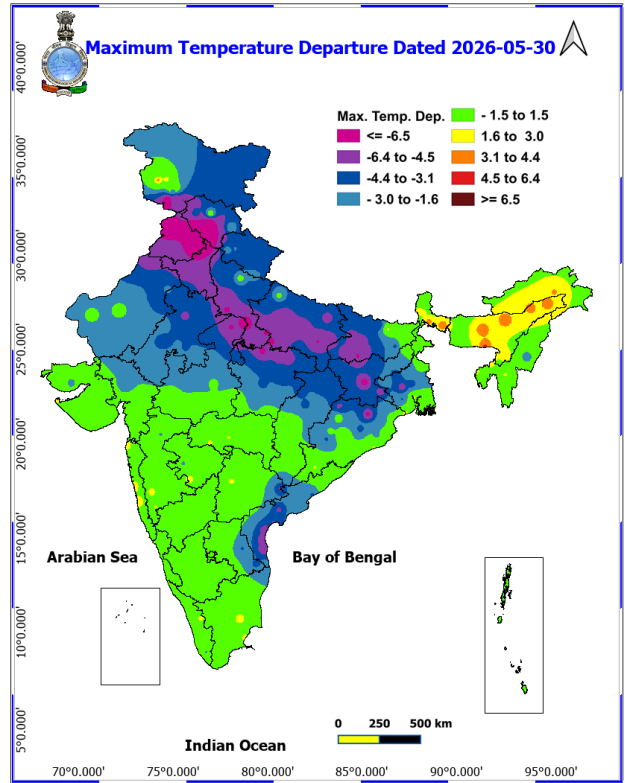 Maximum Temperature Departure Dated 2026-05-30
Max. Temp. Dep.
<= -6.5
-6.4 to -4.5
-4.4 to -3.1
- 3.0 to -1.6
- 1.5 to 1.5
1.6 to 3.0
3.1 to 4.4
4.5 to 6.4
>= 6.5
40°0.000'
35°0.000'
30°0.000'
25°0.000'
20°0.000'
15°0.000'
10°0.000'
5°0.000'
Arabian Sea
Bay of Bengal
Indian Ocean
0 250 500 km
70°0.000' 75°0.000' 80°0.000' 85°0.000' 90°0.000' 95°0.000'